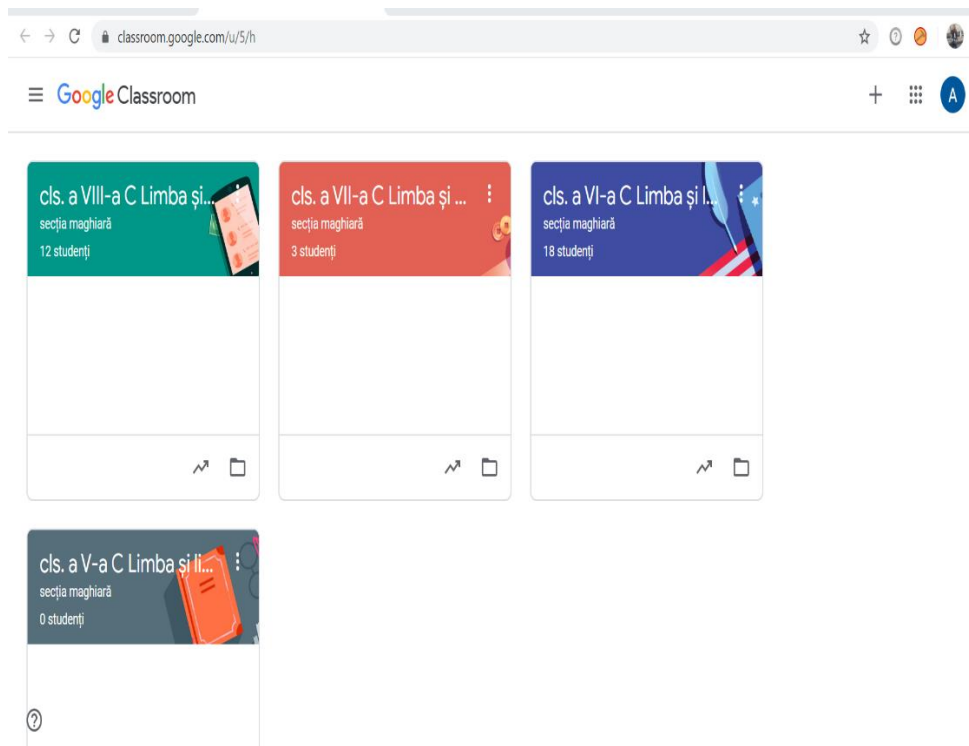 classroom.google.com/u/5/h
Google Classroom
A
cls. a VIII-a C Limba și...
secția maghiară
12 studenți
cls. a VII-a C Limba și ...
secția maghiară
3 studenți
cls. a VI-a C Limba și l...
secția maghiară
18 studenți
cls. a V-a C Limba și li...
secția maghiară
0 studenți